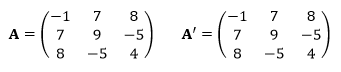 A = (−1 7 8
7 9 −5
8 −5 4) A′ = (−1 7 8
7 9 −5
8 −5 4)